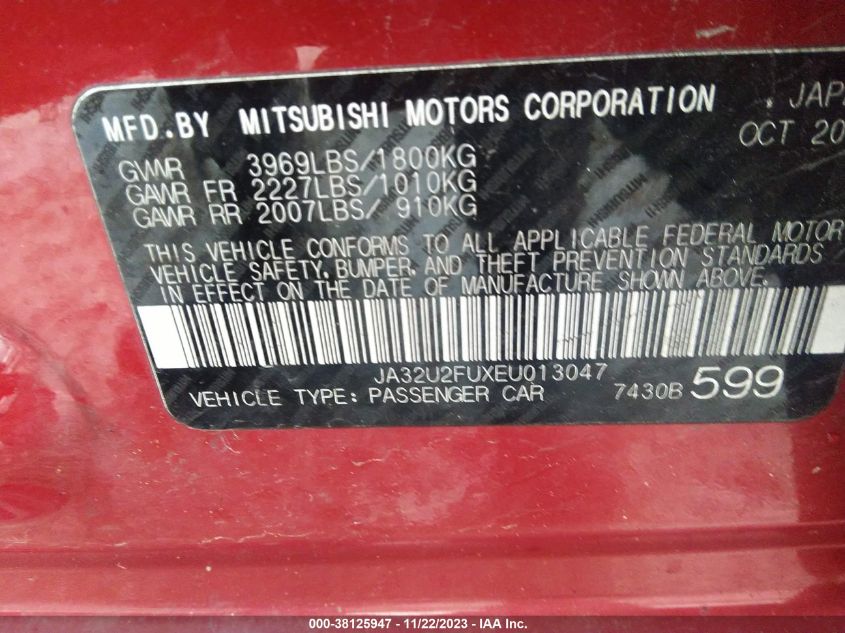 MFD.BY MITSUBISHI MOTORS CORPORATION
OCT
GVWR 3969LBS/1800KG
GAWR FR 2227LBS/1010KG
GAWR RR 2007LBS/ 910KG
THIS VEHICLE CONFORMS TO ALL APPLICABLE FEDERAL MOTOR
VEHICLE SAFETY, BUMPER, AND THEFT PREVENTION STANDARDS
IN EFFECT ON THE DATE OF MANUFACTURE SHOWN ABOVE.
JA32U2FUXEU013047
VEHICLE TYPE: PASSENGER CAR 7430B 599
000-38125947 - 11/22/2023 - IAA Inc.